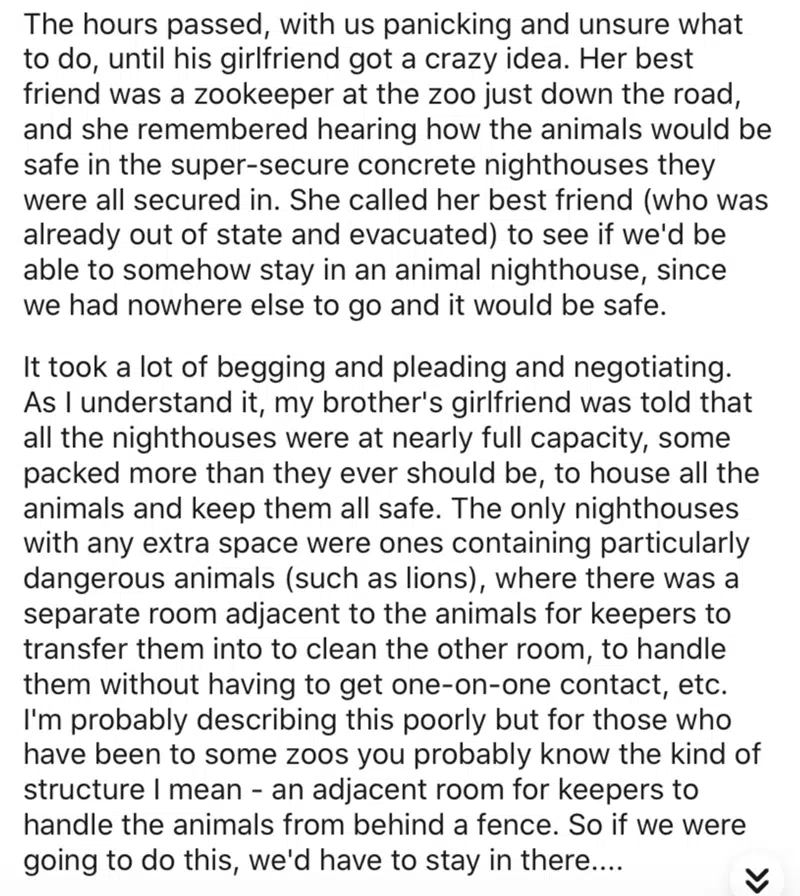 The hours passed, with us panicking and unsure what
to do, until his girlfriend got a crazy idea. Her best
friend was a zookeeper at the zoo just down the road,
and she remembered hearing how the animals would be
safe in the super-secure concrete nighthouses they
were all secured in. She called her best friend (who was
already out of state and evacuated) to see if we'd be
able to somehow stay in an animal nighthouse, since
we had nowhere else to go and it would be safe.
It took a lot of begging and pleading and negotiating.
As I understand it, my brother's girlfriend was told that
all the nighthouses were at nearly full capacity, some
packed more than they ever should be, to house all the
animals and keep them all safe. The only nighthouses
with any extra space were ones containing particularly
dangerous animals (such as lions), where there was a
separate room adjacent to the animals for keepers to
transfer them into to clean the other room, to handle
them without having to get one-on-one contact, etc.
I'm probably describing this poorly but for those who
have been to some zoos you probably know the kind of
structure I mean - an adjacent room for keepers to
handle the animals from behind a fence. So if we were
going to do this, we'd have to stay in there....